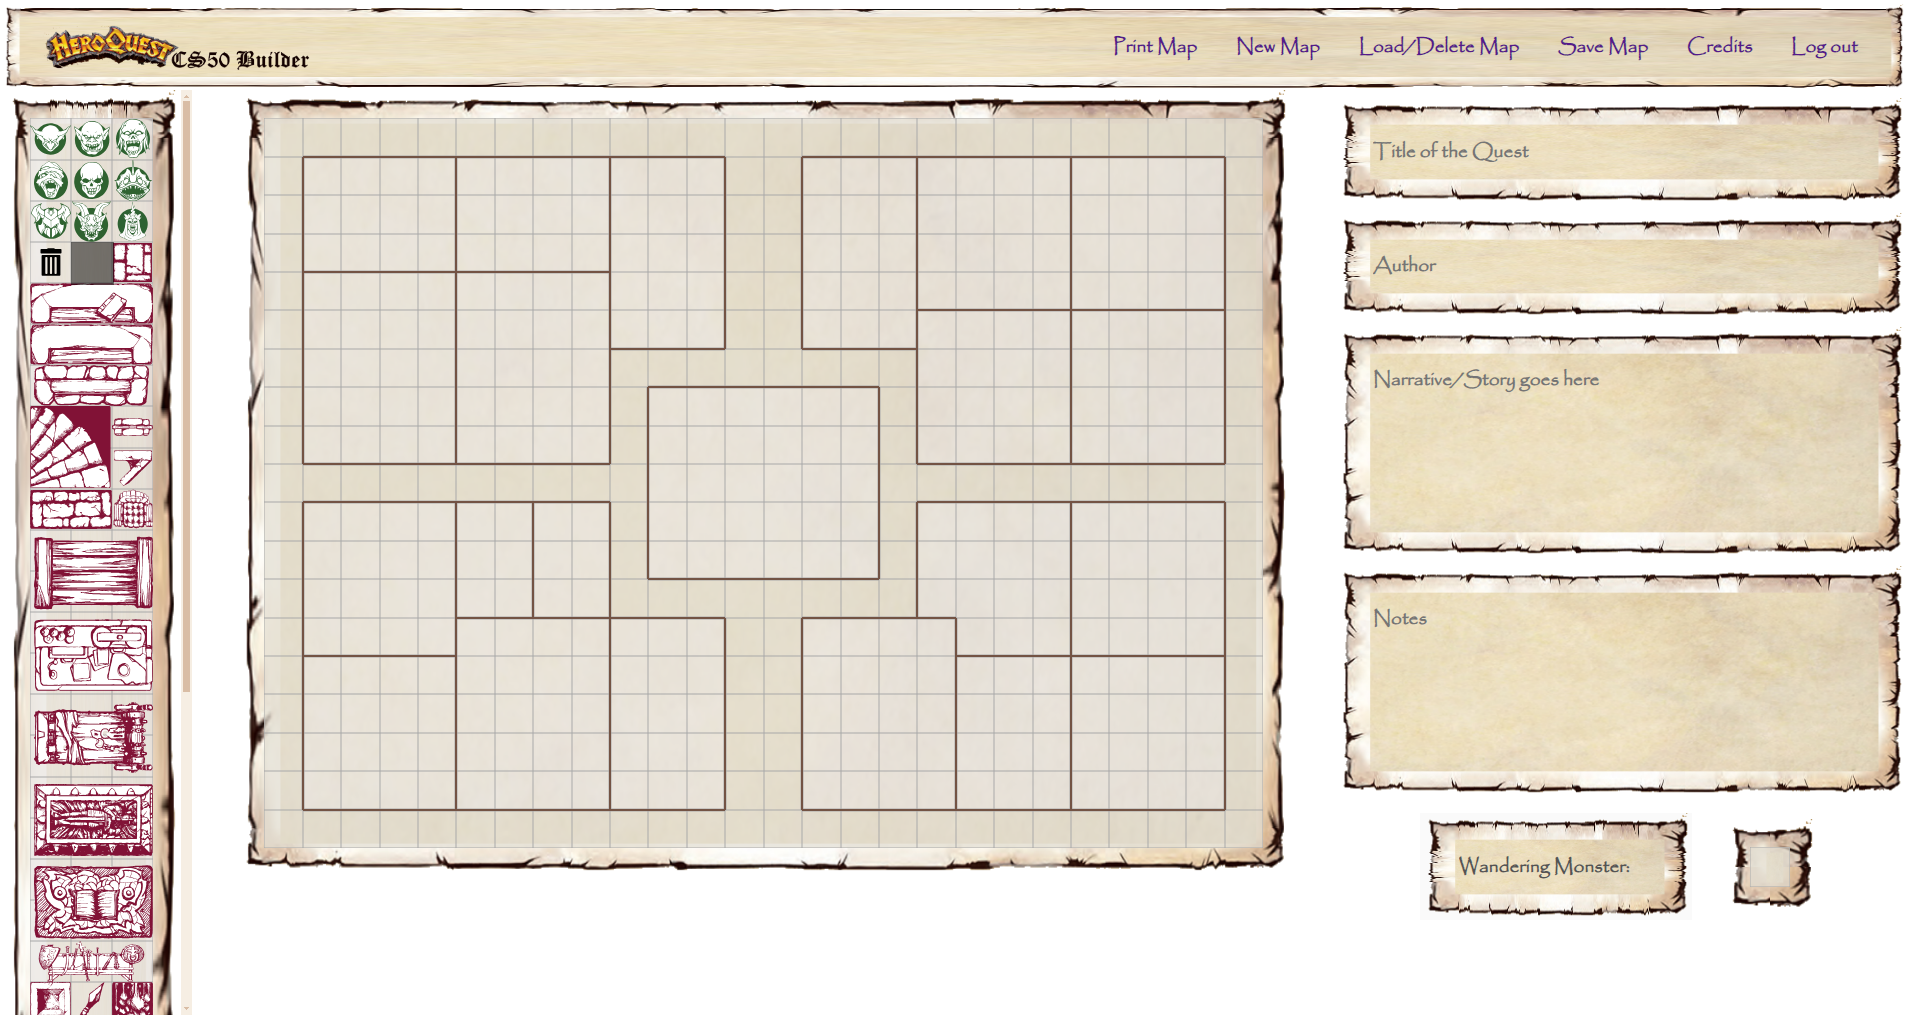 HEROQUEST CS50 Builder
Print Map New Map Load/Delete Map Save Map Credits Log out
Title of the Quest
Author
Narrative/Story goes here
Notes
Wandering Monster: